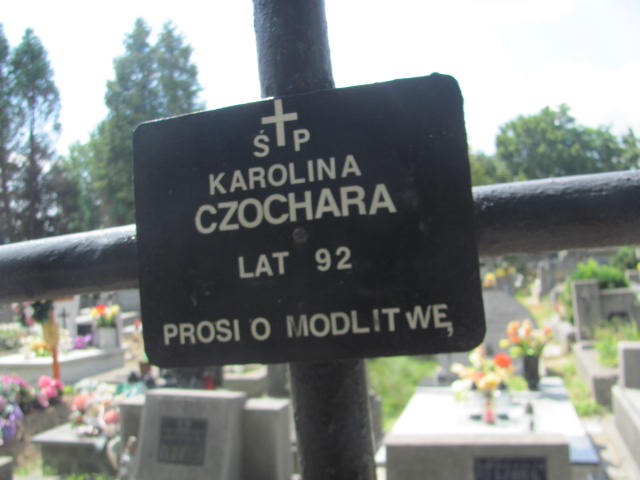 Ś P
KAROLINA
CZOCHARA
LAT 92
PROSI O MODLITWĘ